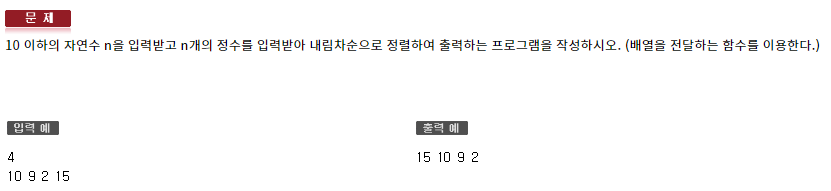 문 제
10 이하의 자연수 n을 입력받고 n개의 정수를 입력받아 내림차순으로 정렬하여 출력하는 프로그램을 작성하시오. (배열을 전달하는 함수를 이용한다.)
입력 예
4
10 9 2 15
출력 예
15 10 9 2